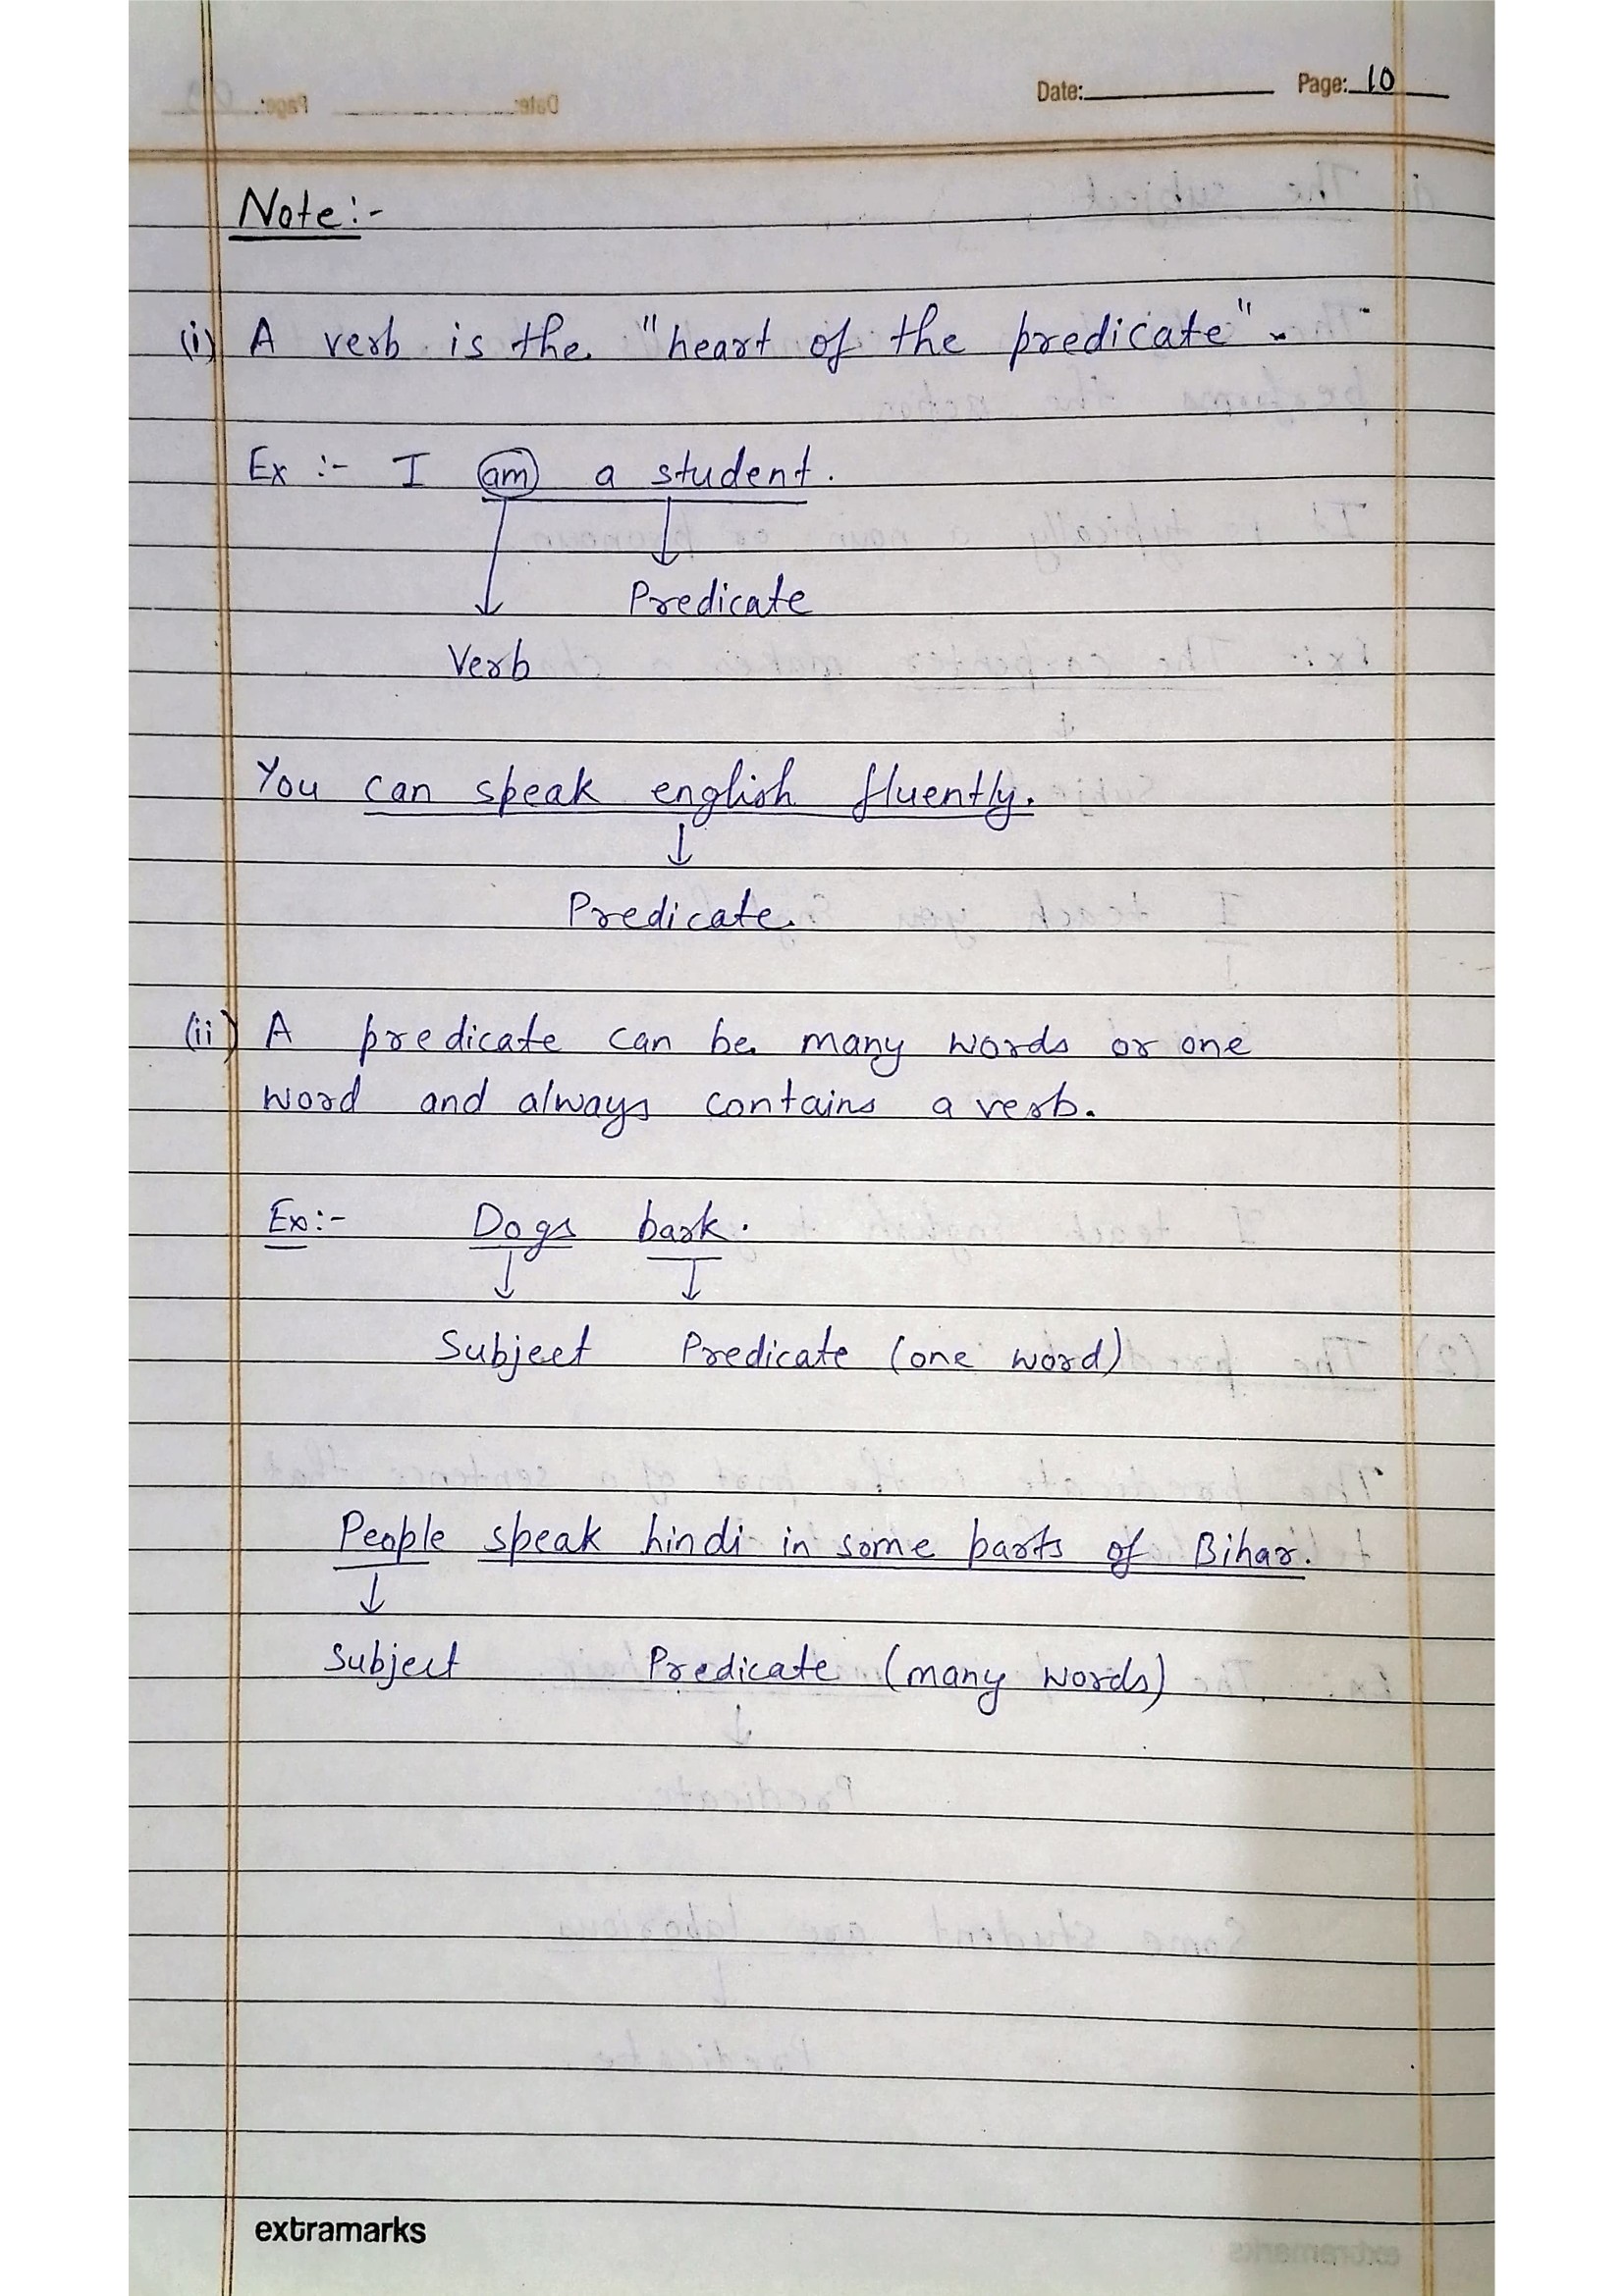 Date: Page: 10
Note:-
(i) A verb is the "heart of the predicate".
Ex :- I am a student.
Predicate
Verb
You can speak english fluently.
Predicate.
(ii) A predicate can be many words or one
word and always contains a verb.
Ex:- Dogs bark.
Subject Predicate (one word)
People speak hindi in some parts of Bihar.
Subject Predicate (many words)
extramarks